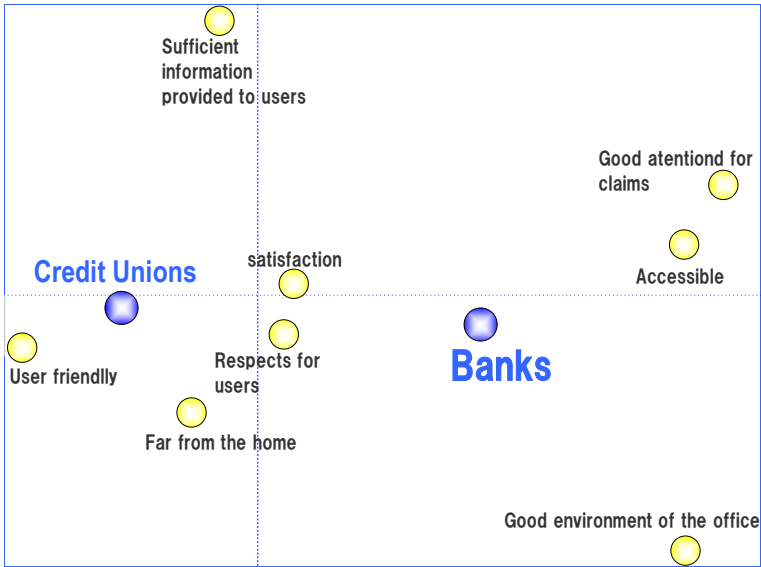 Sufficient
information
provided to users
Good atentiond for
claims
satisfaction
Credit Unions
Accessible
Respects for
users
Banks
User friendlly
Far from the home
Good environment of the office